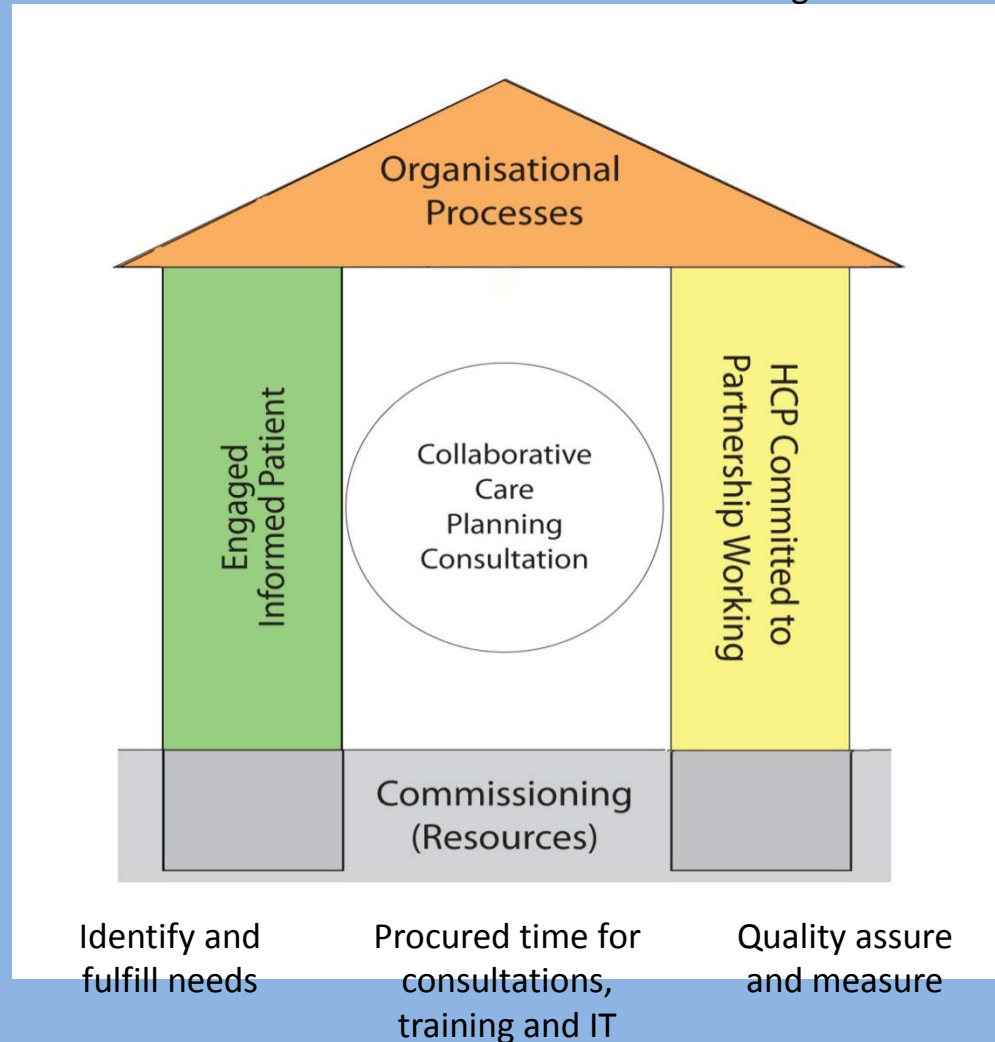 Organisational
Processes
Engaged
Informed Patient
Collaborative
Care
Planning
Consultation
HCP Committed to
Partnership Working
Commissioning
(Resources)
Identify and
fulfill needs
Procured time for
consultations,
training and IT
Quality assure
and measure